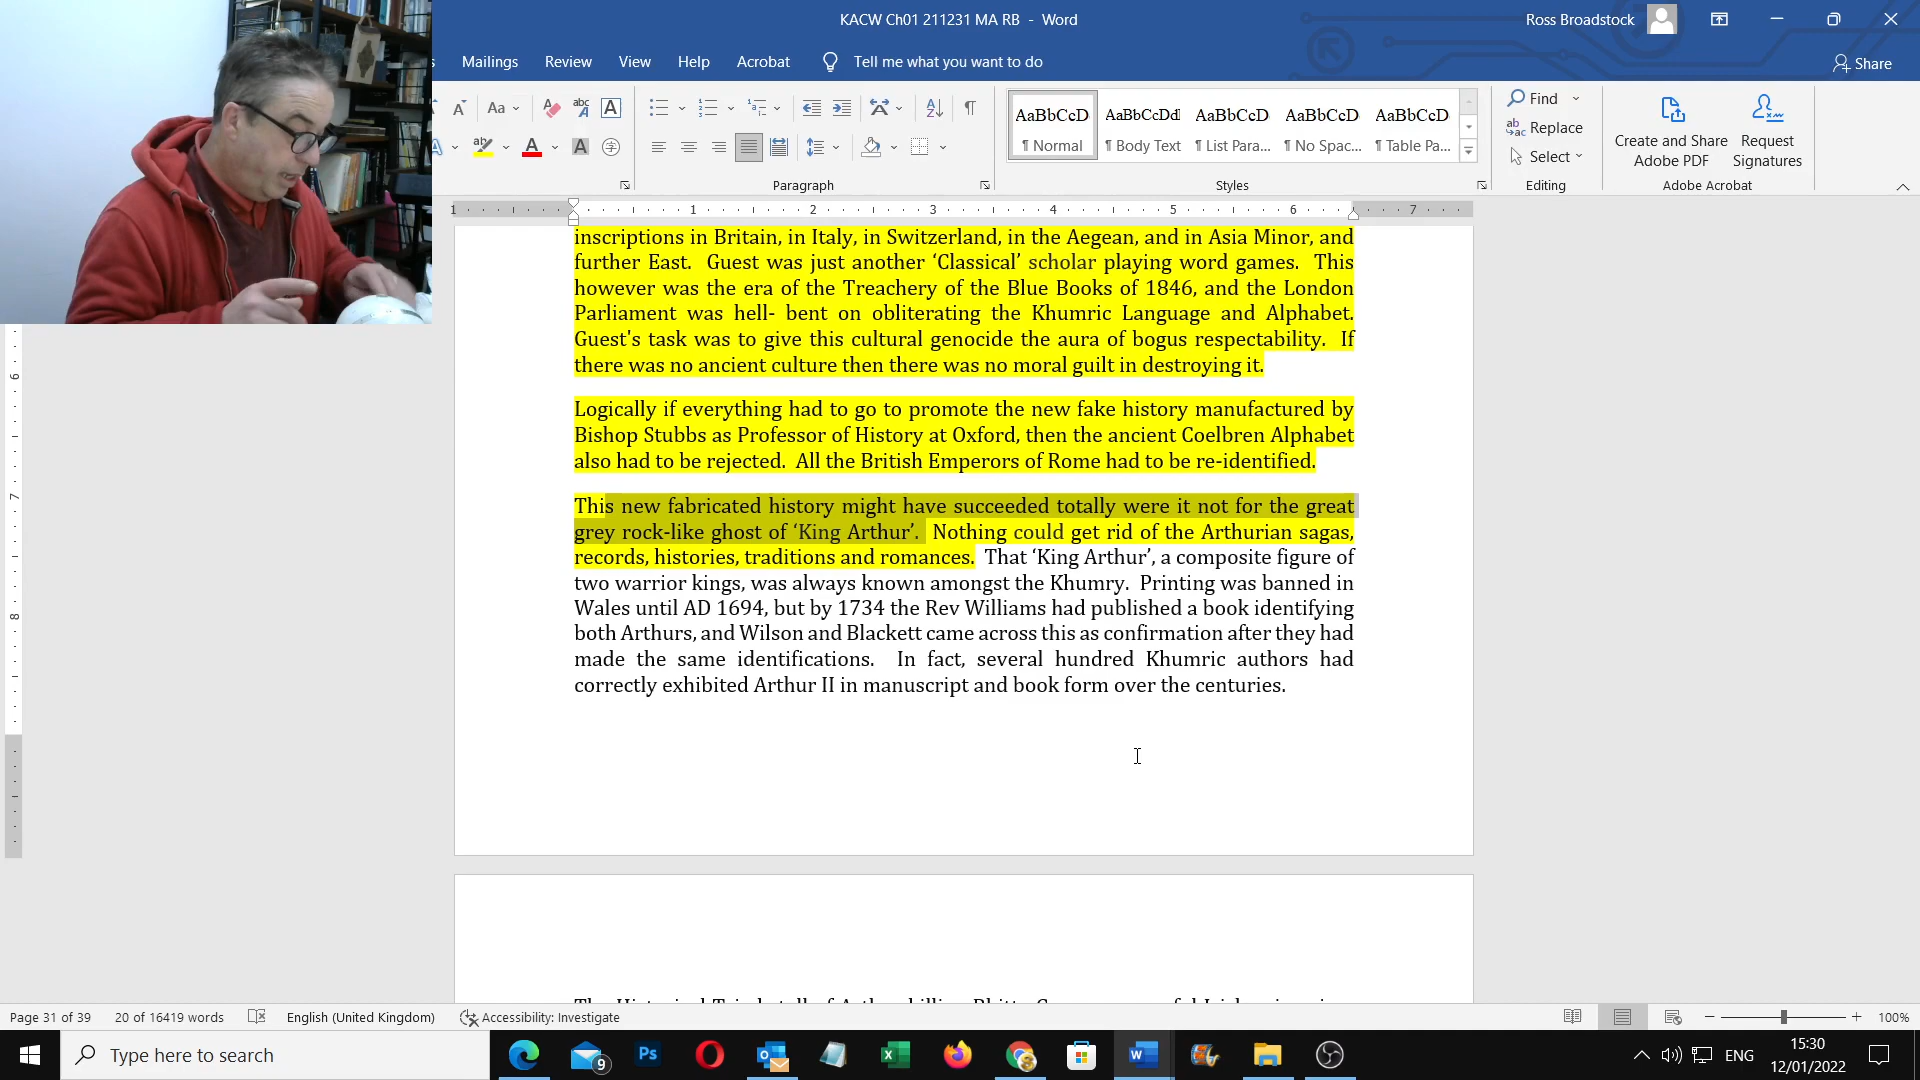 KACW Ch01 211231 MA RB - Word
Ross Broadstock
Mailings Review View Help Acrobat Tell me what you want to do
Share
Aa
abc
A
AaBbCcD AaBbCcDd AaBbCcD AaBbCcD AaBbCcD
¶ Normal ¶ Body Text ¶ List Para... ¶ No Spac... ¶ Table Pa...
Find
Replace
Select
Create and Share
Adobe PDF
Request
Signatures
Paragraph
Styles
Editing
Adobe Acrobat
1 1 2 3 4 5 6 7
inscriptions in Britain, in Italy, in Switzerland, in the Aegean, and in Asia Minor, and
further East. Guest was just another ‘Classical’ scholar playing word games. This
however was the era of the Treachery of the Blue Books of 1846, and the London
Parliament was hell- bent on obliterating the Khumric Language and Alphabet.
Guest's task was to give this cultural genocide the aura of bogus respectability. If
there was no ancient culture then there was no moral guilt in destroying it.
Logically if everything had to go to promote the new fake history manufactured by
Bishop Stubbs as Professor of History at Oxford, then the ancient Coelbren Alphabet
also had to be rejected. All the British Emperors of Rome had to be re-identified.
This new fabricated history might have succeeded totally were it not for the great
grey rock-like ghost of ‘King Arthur’. Nothing could get rid of the Arthurian sagas,
records, histories, traditions and romances. That ‘King Arthur’, a composite figure of
two warrior kings, was always known amongst the Khumry. Printing was banned in
Wales until AD 1694, but by 1734 the Rev Williams had published a book identifying
both Arthurs, and Wilson and Blackett came across this as confirmation after they had
made the same identifications. In fact, several hundred Khumric authors had
correctly exhibited Arthur II in manuscript and book form over the centuries.
6
7
8
Page 31 of 39 20 of 16419 words English (United Kingdom) Accessibility: Investigate
100%
Type here to search
9
Ps
ENG
15:30
12/01/2022